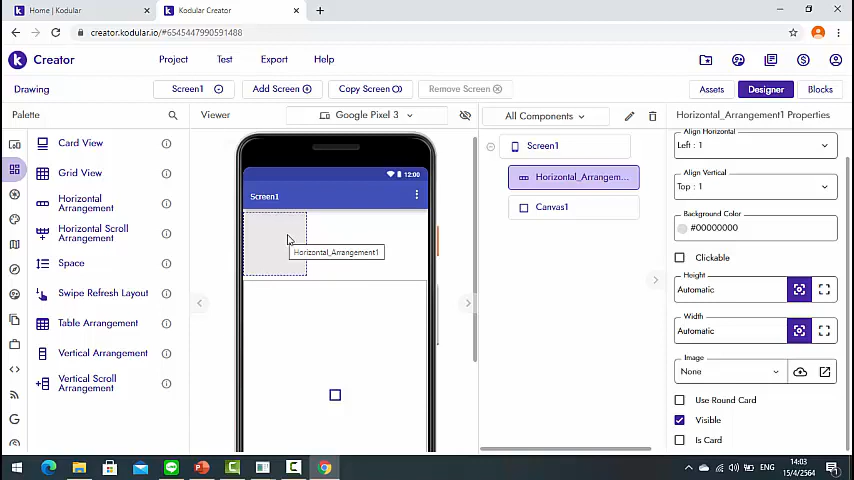 Home | Kodular
Kodular Creator
creator.kodular.io/#6545447990591488
Creator
Project
Test
Export
Help
Drawing
Screen1
Add Screen
Copy Screen
Remove Screen
Assets
Designer
Blocks
Palette
Viewer
Google Pixel 3
All Components
Horizontal_Arrangement1 Properties
Card View
Grid View
Horizontal
Arrangement
Horizontal Scroll
Arrangement
Space
Swipe Refresh Layout
Table Arrangement
Vertical Arrangement
Vertical Scroll
Arrangement
12:00
Screen1
Horizontal_Arrangement1
Screen1
Horizontal_Arrangem...
Canvas1
Align Horizontal
Left : 1
Align Vertical
Top : 1
Background Color
#00000000
Clickable
Height
Automatic
Width
Automatic
Image
None
Use Round Card
Visible
Is Card
ENG
14:03
15/4/2564